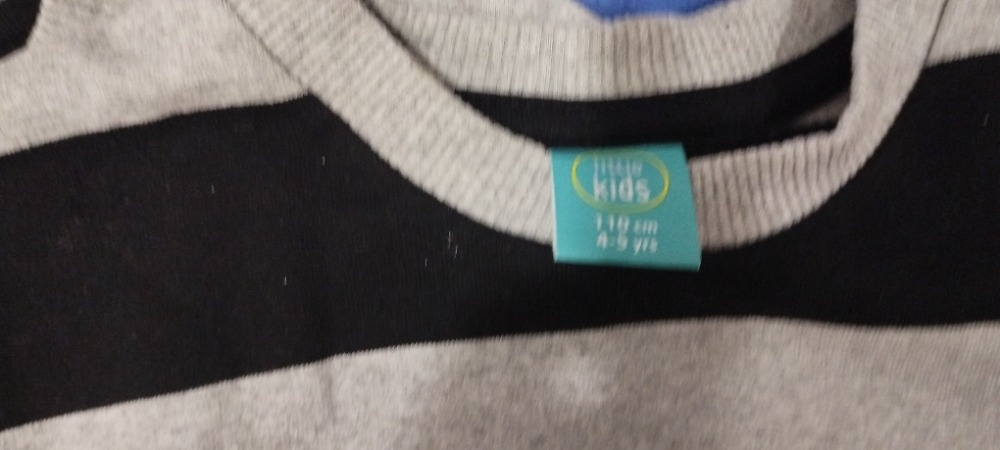 little
kids
110 cm
4-5 yrs